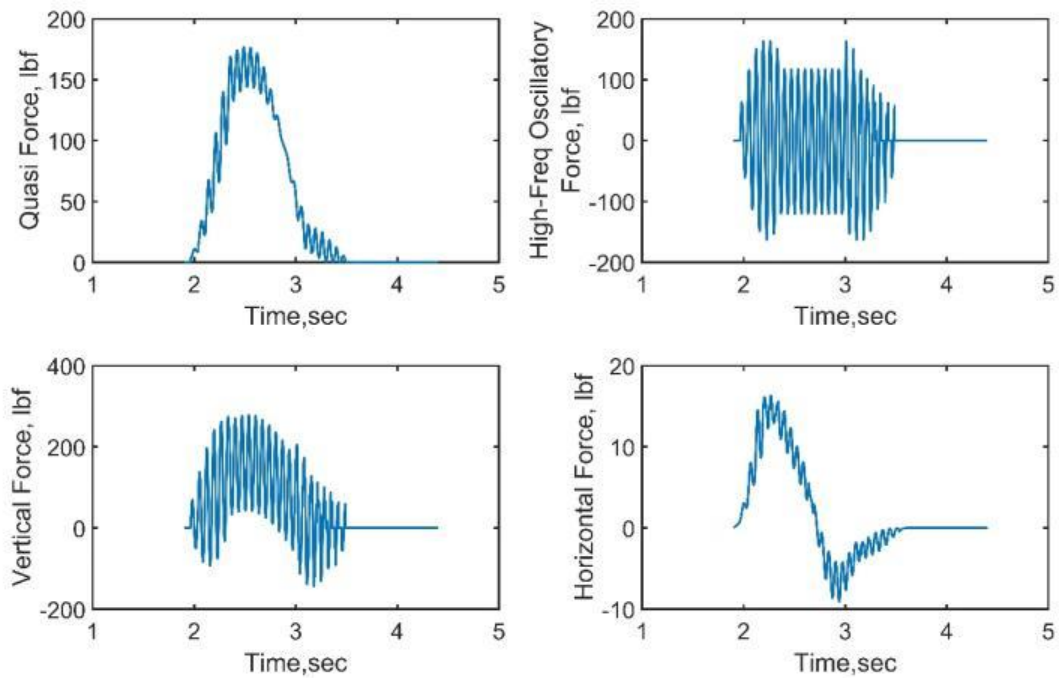 200
150
100
50
0
Quasi Force, lbf
1 2 3 4 5
Time,sec
200
100
0
-100
-200
High-Freq Oscillatory
Force, lbf
1 2 3 4 5
Time,sec
400
200
0
-200
Vertical Force, lbf
1 2 3 4 5
Time,sec
20
10
0
-10
Horizontal Force, lbf
1 2 3 4 5
Time,sec